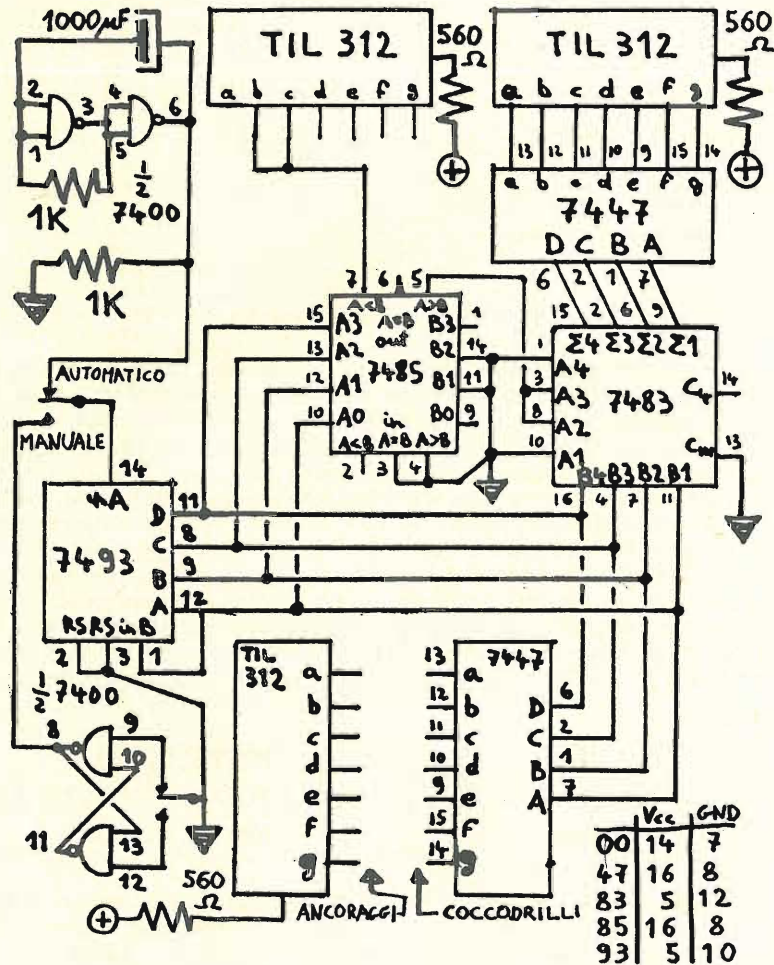 1000µF
TIL 312
560
Ω
TIL 312
560
Ω
a b c d e f g
a b c d e f g
2
1
3
4
5
6
1K
1/2
7400
13 12 11 10 9 15 14
a b c d e f g
7447
D C B A
6 2 1 7
1K
7 6 5
A<B A=B A>B
out
7485
15 A3
13 A2
12 A1
10 A0
B3 1
B2 14
B1 11
B0 9
in
A<B A=B A>B
2 3 4
15 2 6 9
Σ4 Σ3 Σ2 Σ1
7483
1 A4
3 A3
8 A2
10 A1
C4 14
Cin 13
B4 B3 B2 B1
16 4 7 11
AUTOMATICO
MANUALE
14
A
7493
D 11
C 8
B 9
A 12
RS RS in B
2 3 1
1/2 7400
8
9
10
11
13
12
TIL
312
a
b
c
d
e
f
g
560
Ω
7447
13 a
12 b
11 c
10 d
9 e
15 f
14 g
D 6
C 2
B 1
A 7
ANCORAGGI
COCCODRILLI
Vcc GND
00 14 7
47 16 8
83 5 12
85 16 8
93 5 10